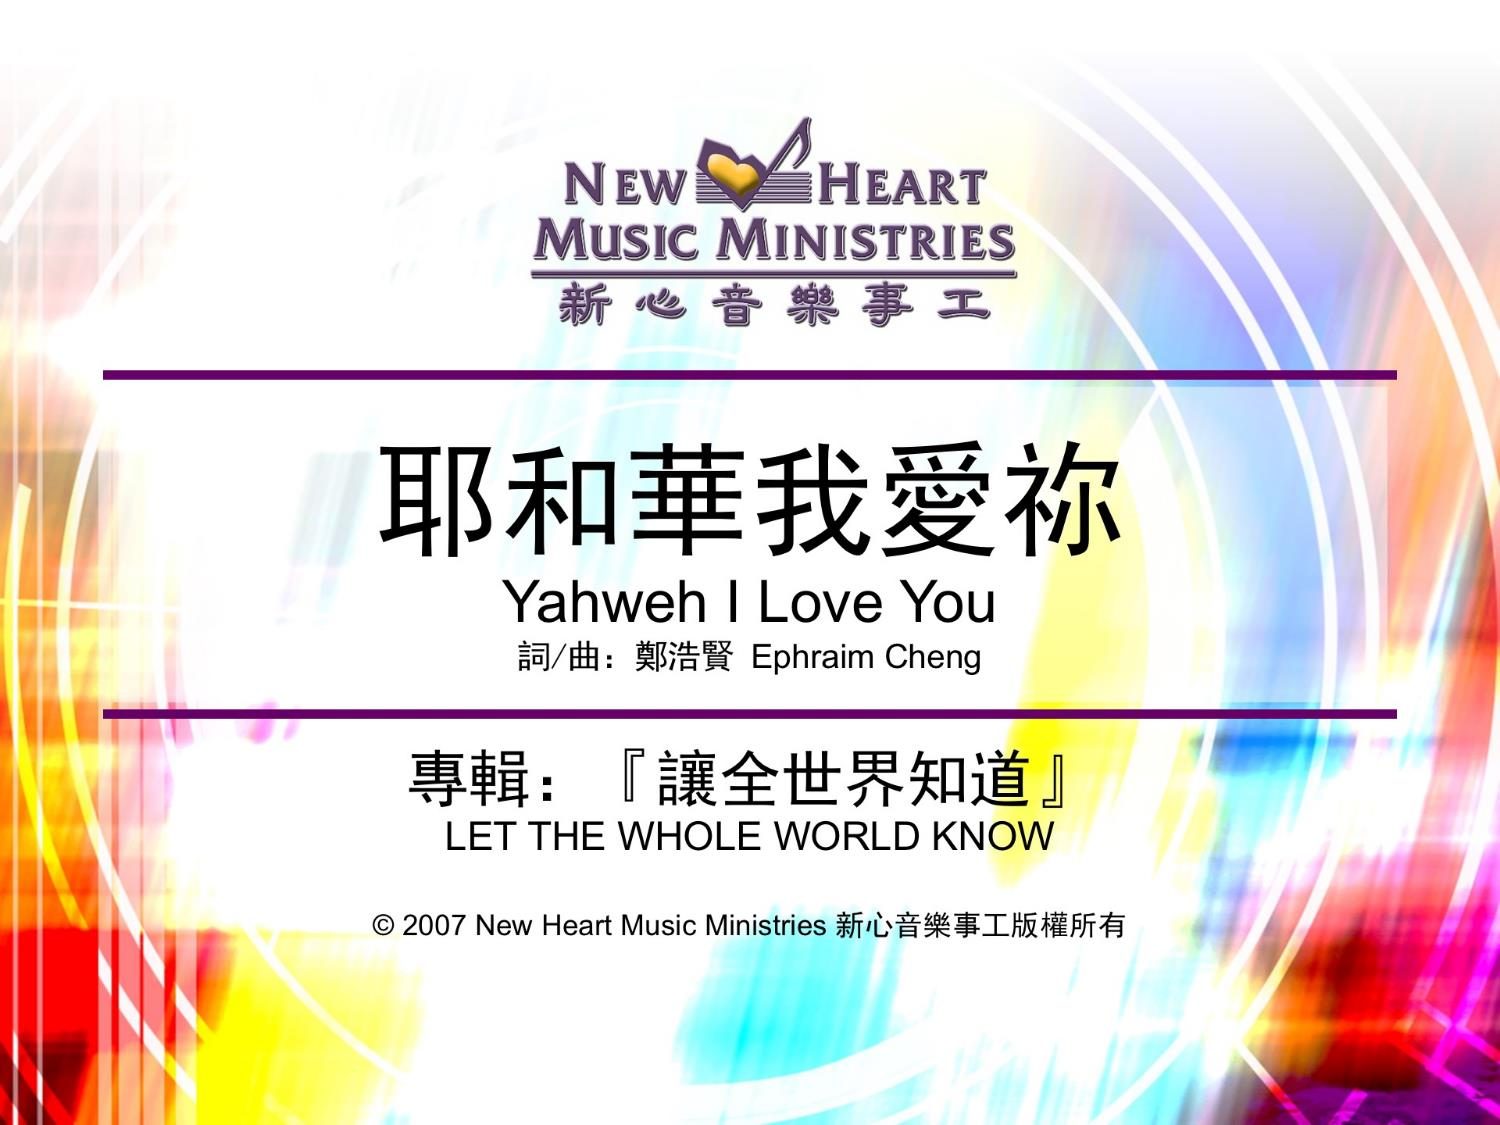 NEW HEART
MUSIC MINISTRIES
新心音樂事工
耶和華我愛祢
Yahweh I Love You
詞/曲：鄭浩賢 Ephraim Cheng
專輯：『讓全世界知道』
LET THE WHOLE WORLD KNOW
© 2007 New Heart Music Ministries 新心音樂事工版權所有